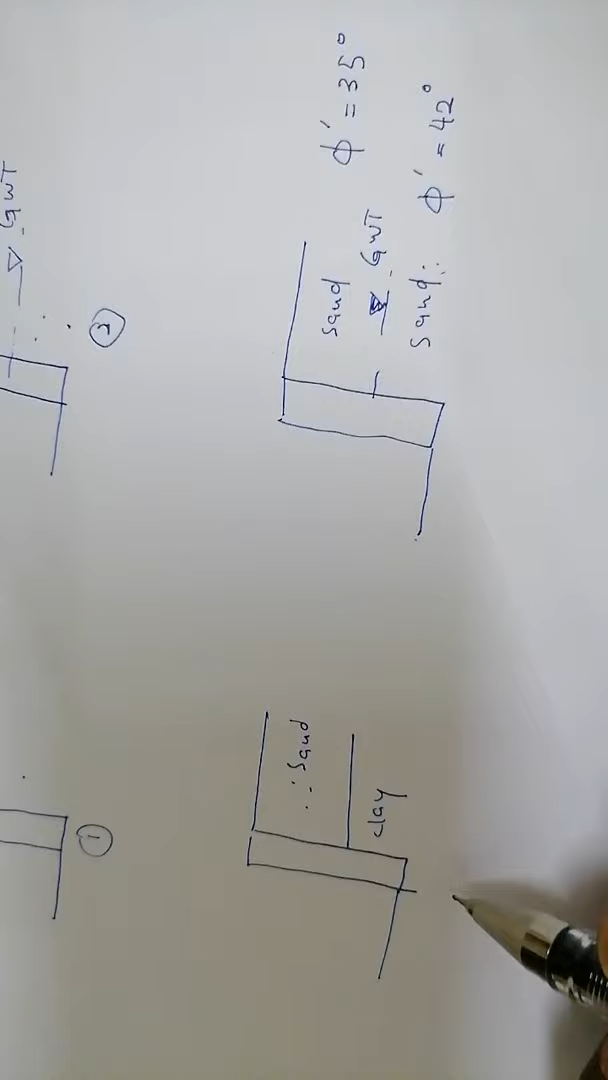 GWT
①
②
Sand φ' = 35°
GWT
Sand φ' = 42°
Sand
clay